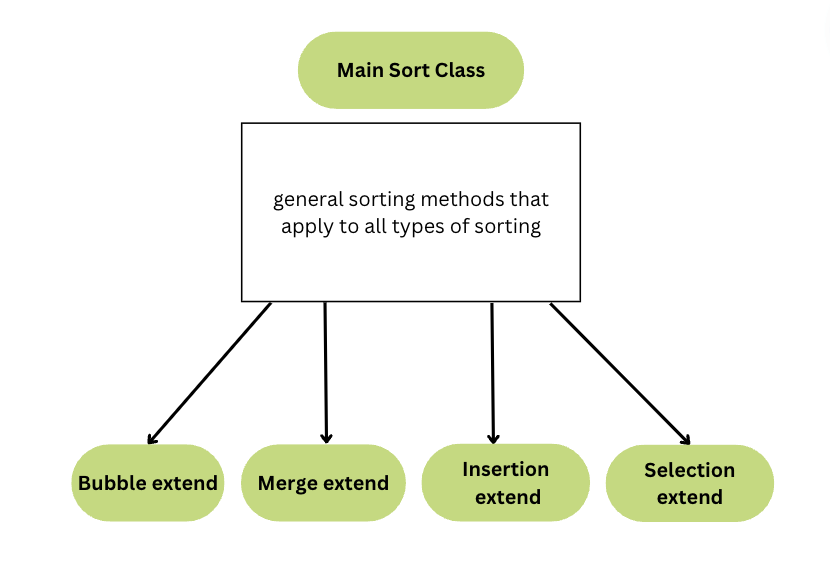 Main Sort Class
general sorting methods that
apply to all types of sorting
Bubble extend
Merge extend
Insertion
extend
Selection
extend